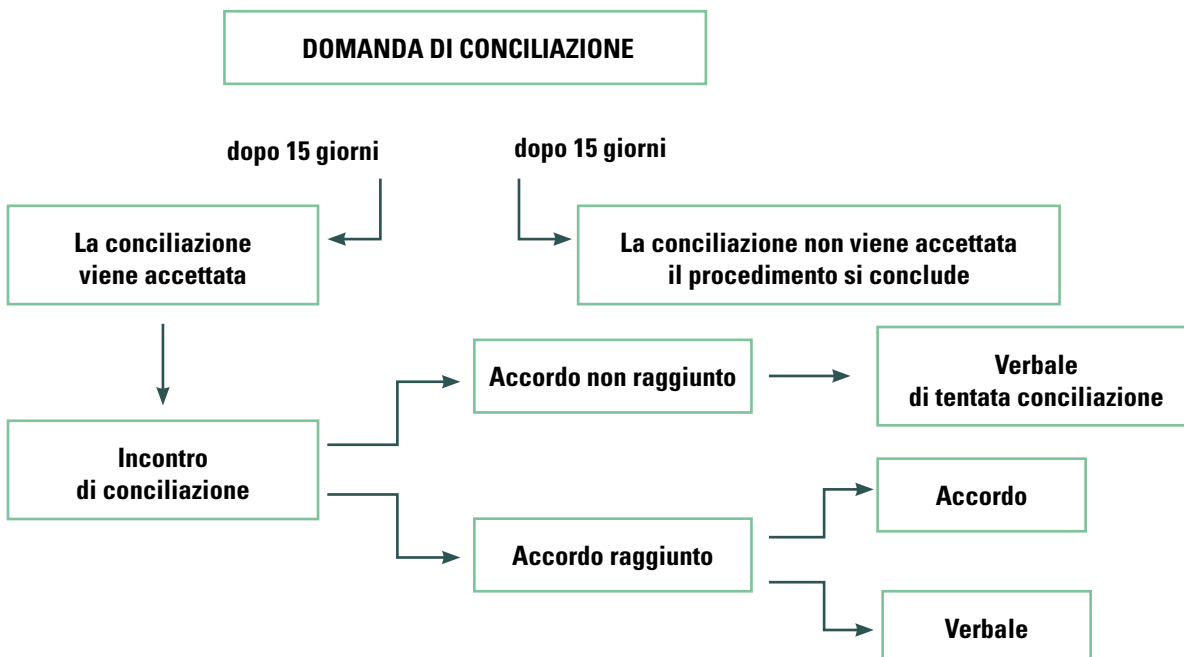 DOMANDA DI CONCILIAZIONE
dopo 15 giorni
dopo 15 giorni
La conciliazione
viene accettata
La conciliazione non viene accettata
il procedimento si conclude
Accordo non raggiunto
Verbale
di tentata conciliazione
Incontro
di conciliazione
Accordo
Accordo raggiunto
Verbale